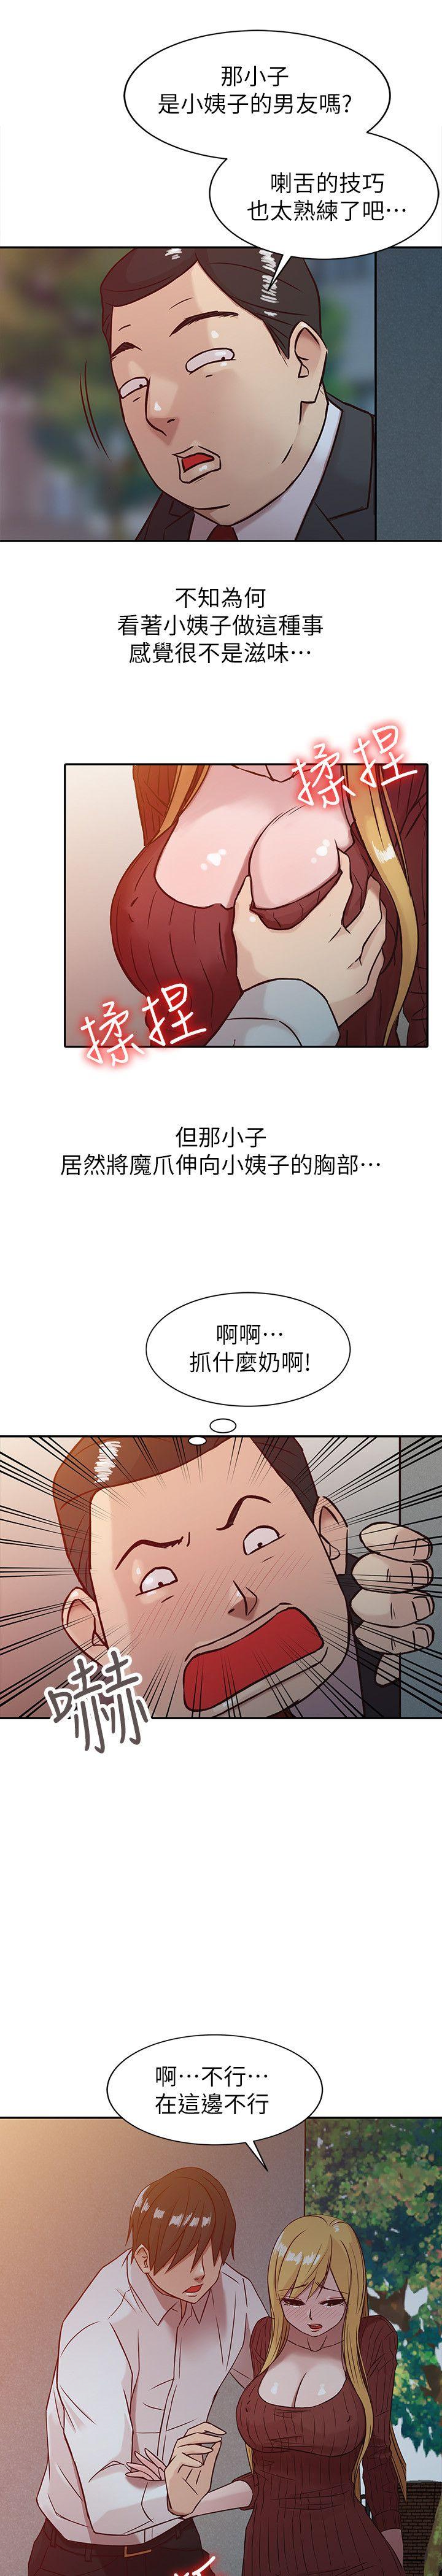 那小子
是小姨子的男友嗎?
喇舌的技巧
也太熟練了吧…
不知為何
看著小姨子做這種事
感覺很不是滋味…
揉捏
揉捏
但那小子
居然將魔爪伸向小姨子的胸部…
啊啊…
抓什麼奶啊!
嚇
啊…不行…
在這邊不行